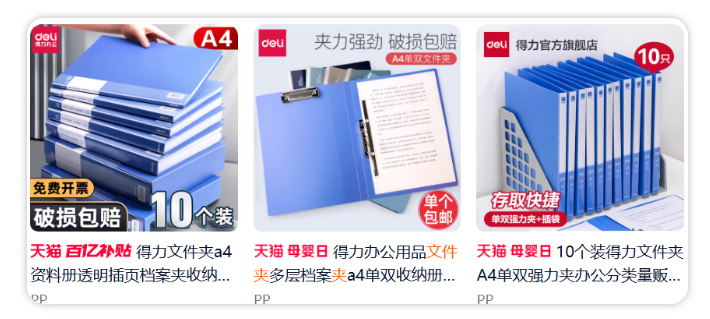 deli
得力办公
A4
免费开票
破损包赔
10个装
天猫 百亿补贴 得力文件夹a4
资料册透明插页档案夹收纳...
PP
deli
夹力强劲 破损包赔
A4单双文件夹
单个
包邮
天猫 母婴日 得力办公用品文件
夹多层档案夹a4单双收纳册...
PP
deli
得力官方旗舰店
10只
存取快捷
单双强力夹+插袋
天猫 母婴日 10个装得力文件夹
A4单双强力夹办公分类量贩...
PP